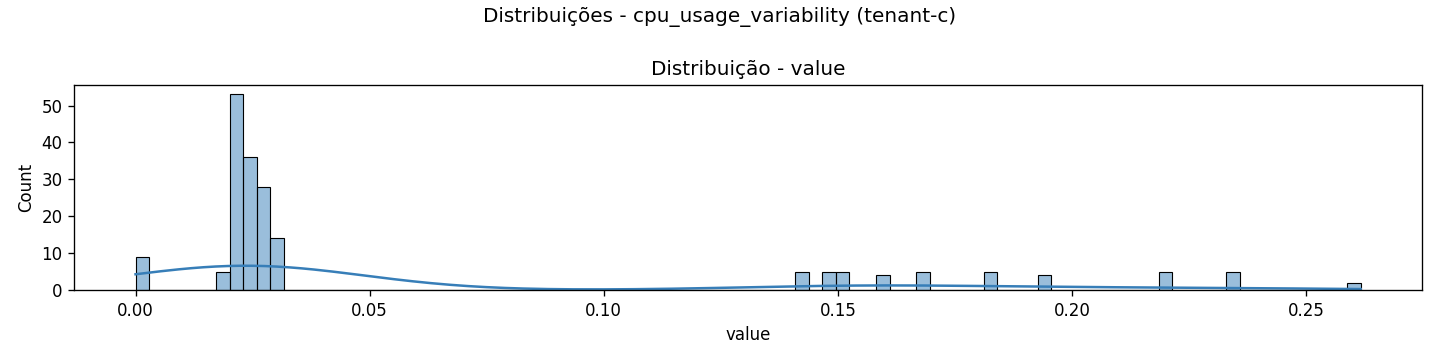 Distribuições - cpu_usage_variability (tenant-c)
Distribuição - value
50
40
30
20
10
0
Count
0.00 0.05 0.10 0.15 0.20 0.25
value